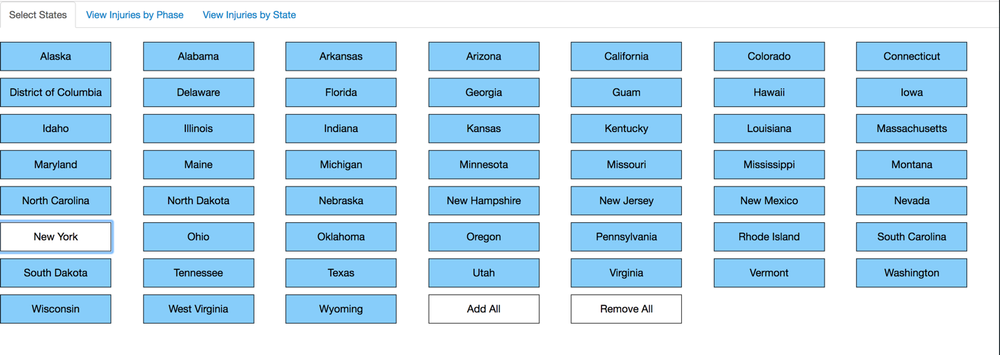 Select States View Injuries by Phase View Injuries by State
Alaska Alabama Arkansas Arizona California Colorado Connecticut
District of Columbia Delaware Florida Georgia Guam Hawaii Iowa
Idaho Illinois Indiana Kansas Kentucky Louisiana Massachusetts
Maryland Maine Michigan Minnesota Missouri Mississippi Montana
North Carolina North Dakota Nebraska New Hampshire New Jersey New Mexico Nevada
New York Ohio Oklahoma Oregon Pennsylvania Rhode Island South Carolina
South Dakota Tennessee Texas Utah Virginia Vermont Washington
Wisconsin West Virginia Wyoming Add All Remove All